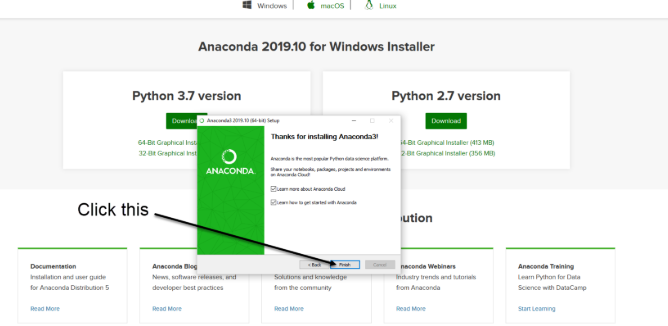 Windows macOS Linux
Anaconda 2019.10 for Windows Installer
Python 3.7 version
Download
64-Bit Graphical
32-Bit Graphical
Python 2.7 version
Download
64-Bit Graphical Installer (413 MB)
32-Bit Graphical Installer (356 MB)
Anaconda3 2019.10 (64-bit) Setup
Thanks for installing Anaconda3!
ANACONDA.
Anaconda is the most popular Python data science platform.
Share your notebooks, packages, projects and environments
on Anaconda Cloud!
Learn more about Anaconda Cloud
Learn how to get started with Anaconda
< Back Finish Cancel
Click this
Documentation
Installation and user guide
for Anaconda Distribution 5
Read More
Anaconda Blog
News, software releases, and
developer best practices
Read More
Solutions and knowledge
from the community
Read More
Anaconda Webinars
Industry trends and tutorials
from Anaconda
Read More
Anaconda Training
Learn Python for Data
Science with DataCamp
Start Learning